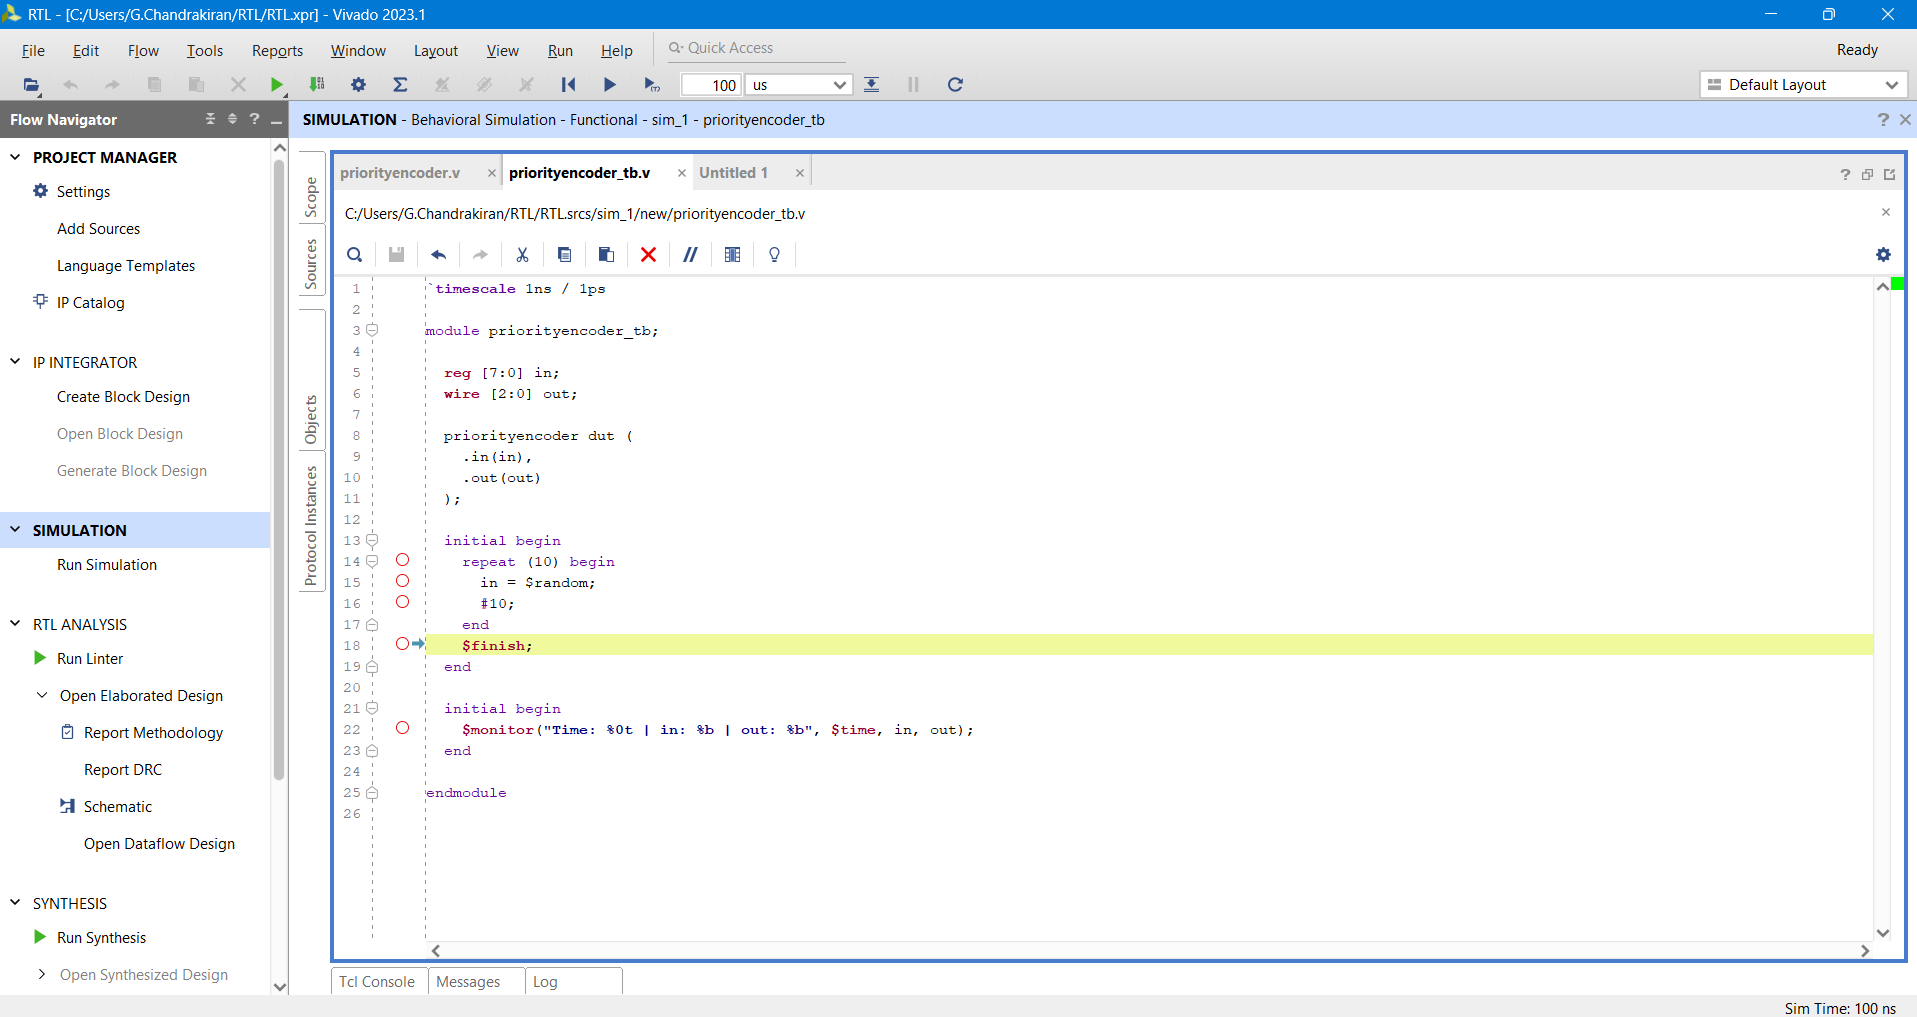 RTL - [C:/Users/G.Chandrakiran/RTL/RTL.xpr] - Vivado 2023.1
File Edit Flow Tools Reports Window Layout View Run Help Quick Access Ready
100 us Default Layout
Flow Navigator
SIMULATION - Behavioral Simulation - Functional - sim_1 - priorityencoder_tb
PROJECT MANAGER
Settings
Add Sources
Language Templates
IP Catalog
IP INTEGRATOR
Create Block Design
Open Block Design
Generate Block Design
SIMULATION
Run Simulation
RTL ANALYSIS
Run Linter
Open Elaborated Design
Report Methodology
Report DRC
Schematic
Open Dataflow Design
SYNTHESIS
Run Synthesis
Open Synthesized Design
Scope
Sources
Objects
Protocol Instances
priorityencoder.v priorityencoder_tb.v Untitled 1
C:/Users/G.Chandrakiran/RTL/RTL.srcs/sim_1/new/priorityencoder_tb.v
1 `timescale 1ns / 1ps
2
3 module priorityencoder_tb;
4
5 reg [7:0] in;
6 wire [2:0] out;
7
8 priorityencoder dut (
9 .in(in),
10 .out(out)
11 );
12
13 initial begin
14 repeat (10) begin
15 in = $random;
16 #10;
17 end
18 $finish;
19 end
20
21 initial begin
22 $monitor("Time: %0t | in: %b | out: %b", $time, in, out);
23 end
24
25 endmodule
26
Tcl Console Messages Log
Sim Time: 100 ns